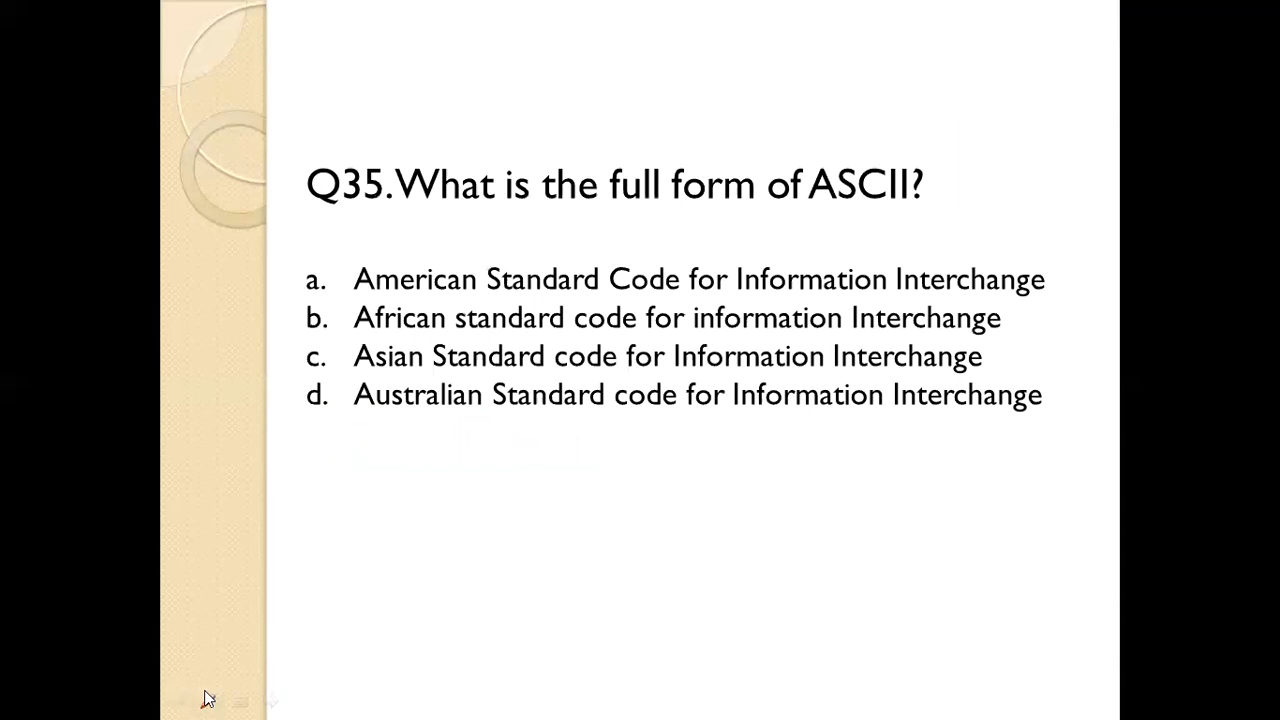 Q35. What is the full form of ASCII?
a. American Standard Code for Information Interchange
b. African standard code for information Interchange
c. Asian Standard code for Information Interchange
d. Australian Standard code for Information Interchange